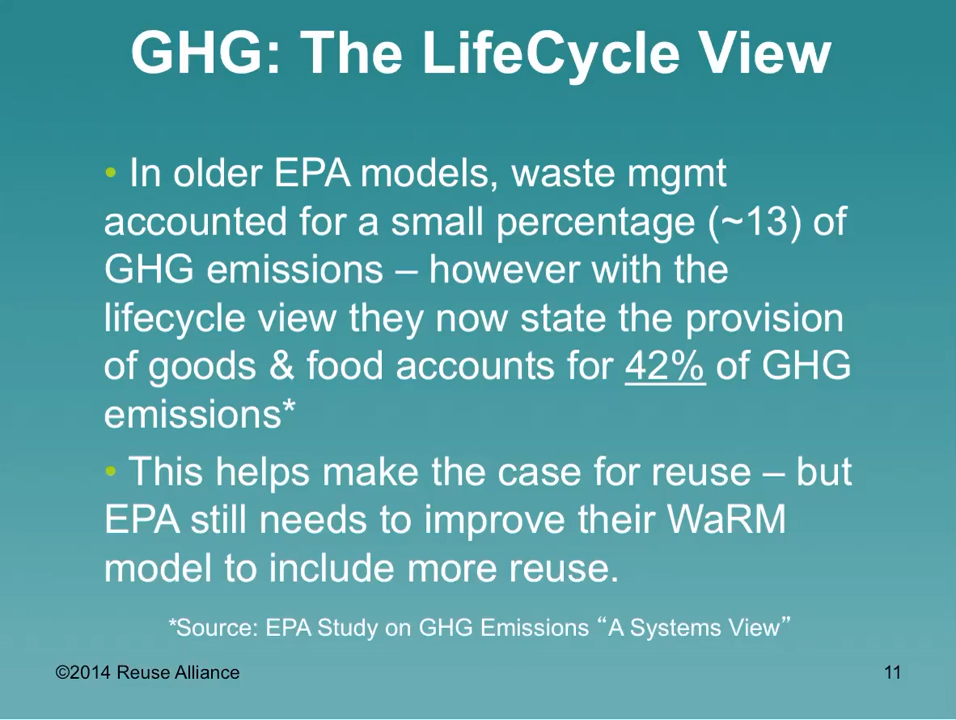 GHG: The LifeCycle View
• In older EPA models, waste mgmt
accounted for a small percentage (~13) of
GHG emissions – however with the
lifecycle view they now state the provision
of goods & food accounts for 42% of GHG
emissions*
• This helps make the case for reuse – but
EPA still needs to improve their WaRM
model to include more reuse.
*Source: EPA Study on GHG Emissions “A Systems View”
©2014 Reuse Alliance
11